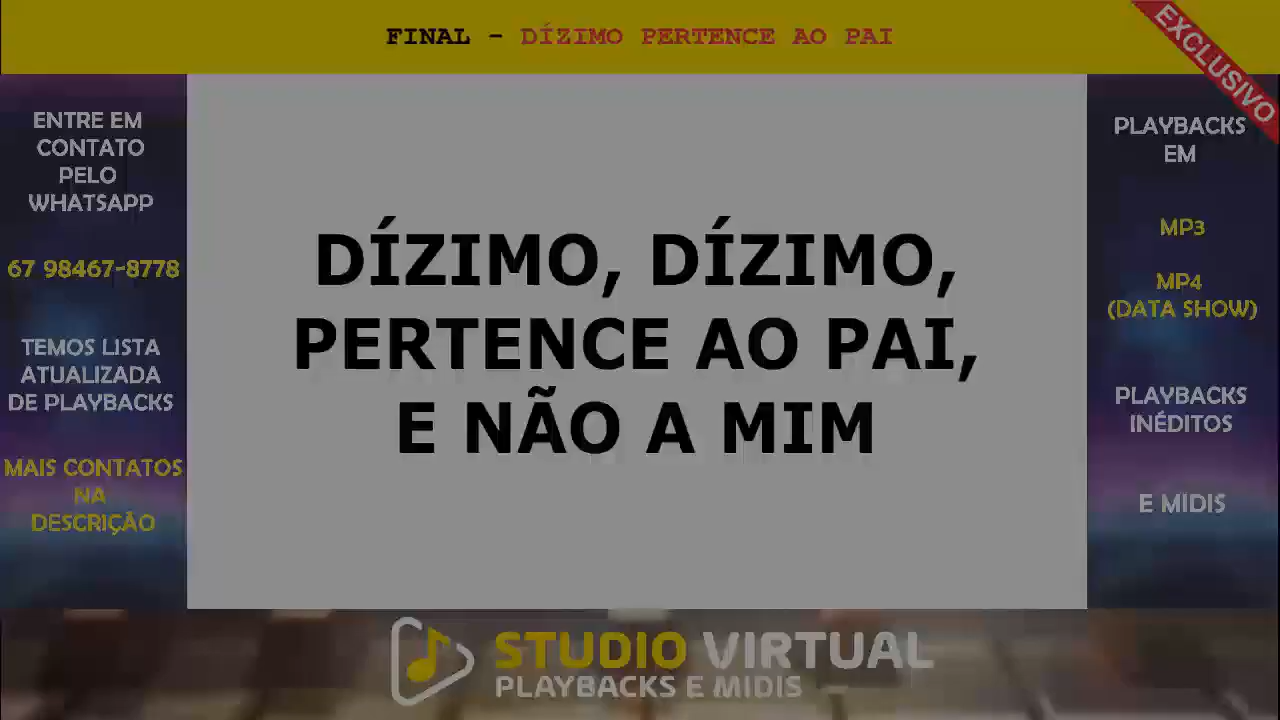 FINAL - DÍZIMO PERTENCE AO PAI
EXCLUSIVO
ENTRE EM
CONTATO
PELO
WHATSAPP
67 98467-8778
TEMOS LISTA
ATUALIZADA
DE PLAYBACKS
MAIS CONTATOS
NA
DESCRIÇÃO
DÍZIMO, DÍZIMO,
PERTENCE AO PAI,
E NÃO A MIM
PLAYBACKS
EM
MP3
MP4
(DATA SHOW)
PLAYBACKS
INÉDITOS
E MIDIS
STUDIO VIRTUAL
PLAYBACKS E MIDIS